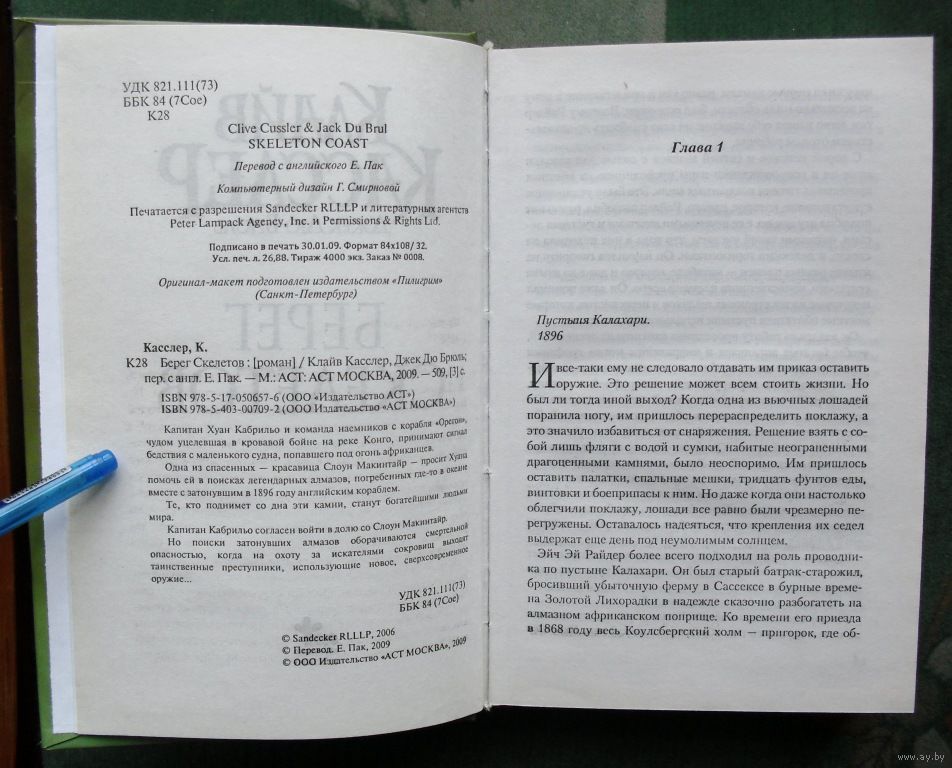 УДК 821.111(73)
ББК 84 (7Сое)
К28
Clive Cussler & Jack Du Brul
SKELETON COAST
Перевод с английского Е. Пак
Компьютерный дизайн Г. Смирновой
Печатается с разрешения Sandecker RLLLP и литературных агентств
Peter Lampack Agency, Inc. и Permissions & Rights Ltd.
Подписано в печать 30.01.09. Формат 84х108/ 32.
Усл. печ. л. 26,88. Тираж 4000 экз. Заказ № 0008.
Оригинал-макет подготовлен издательством «Пилигрим»
(Санкт-Петербург)
Касслер, К.
К28 Берег Скелетов : [роман] / Клайв Касслер, Джек Дю Брюль;
пер. с англ. Е. Пак. — М.: АСТ: АСТ МОСКВА, 2009. — 509, [3] с.
ISBN 978-5-17-050657-6 (ООО «Издательство АСТ»)
ISBN 978-5-403-00709-2 (ООО Издательство «АСТ МОСКВА»)
Капитан Хуан Кабрильо и команда наемников с корабля «Орегон»,
чудом уцелевшая в кровавой бойне на реке Конго, принимают сигнал
бедствия с маленького судна, попавшего под огонь африканцев.
Одна из спасенных — красавица Слоун Макинтайр — просит Хуана
помочь ей в поисках легендарных алмазов, погребенных где-то в океане
вместе с затонувшим в 1896 году английским кораблем.
Те, кто поднимет со дна эти камни, станут богатейшими людьми
мира.
Капитан Кабрильо согласен войти в долю со Слоун Макинтайр.
Но поиски затонувших алмазов оборачиваются смертельной
опасностью, когда на охоту за искателями сокровищ выходят
таинственные преступники, использующие новое, сверхсовременное
оружие...
УДК 821.111(73)
ББК 84 (7Сое)
© Sandecker RLLLP, 2006
© Перевод. Е. Пак, 2009
© ООО Издательство «АСТ МОСКВА», 2009
Глава 1
Пустыня Калахари.
1896
И все-таки ему не следовало отдавать им приказ оставить
оружие. Это решение может всем стоить жизни. Но
был ли тогда иной выход? Когда одна из вьючных лошадей
поранила ногу, им пришлось перераспределить поклажу, а
это значило избавиться от снаряжения. Решение взять с со-
бой лишь фляги с водой и сумки, набитые неограненными
драгоценными камнями, было неоспоримо. Им пришлось
оставить палатки, спальные мешки, тридцать фунтов еды,
винтовки и боеприпасы к ним. Но даже когда они настолько
облегчили поклажу, лошади все равно были чрезмерно пе-
регружены. Оставалось надеяться, что крепления их седел
выдержат еще день под неумолимым солнцем.
Эйч Эй Райдер более всего подходил на роль проводни-
ка по пустыне Калахари. Он был старый батрак-старожил,
бросивший убыточную ферму в Сассексе в бурные време-
на Золотой Лихорадки в надежде сказочно разбогатеть на
алмазном африканском поприще. Ко времени его приезда
в 1868 году весь Коулсбергский холм — пригорок, где об-
www.ay.by